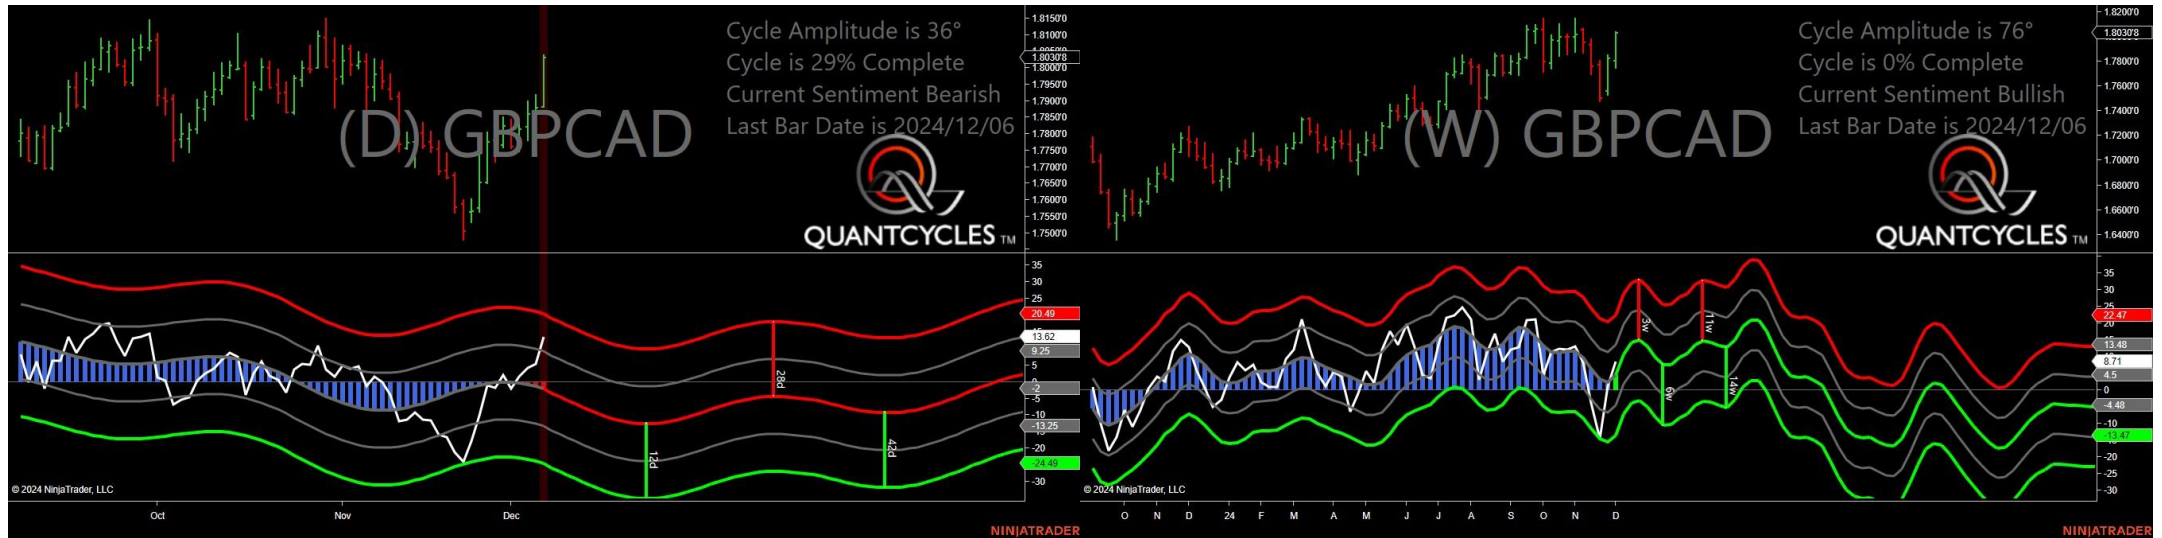 Cycle Amplitude is 36°
Cycle is 29% Complete
Current Sentiment Bearish
Last Bar Date is 2024/12/06
(D) GBPCAD
QUANTCYCLES TM
1.8150'0
1.8100'0
1.8030'8
1.8000'0
1.7950'0
1.7900'0
1.7850'0
1.7800'0
1.7750'0
1.7700'0
1.7650'0
1.7600'0
1.7550'0
1.7500'0
35
30
25
20.49
13.62
9.25
5
-2
-5
-10
-13.25
-20
-24.49
-30
28d
12d
42d
© 2024 NinjaTrader, LLC
Oct
Nov
Dec
NINJATRADER
Cycle Amplitude is 76°
Cycle is 0% Complete
Current Sentiment Bullish
Last Bar Date is 2024/12/06
(W) GBPCAD
QUANTCYCLES TM
1.8200'0
1.8030'8
1.7800'0
1.7600'0
1.7400'0
1.7200'0
1.7000'0
1.6800'0
1.6600'0
1.6400'0
35
30
25
22.47
20
13.48
8.71
4.5
0
-4.48
-10
-13.47
-20
-25
-30
3w
11w
6w
14w
© 2024 NinjaTrader, LLC
O N D 24 F M A M J J A S O N D
NINJATRADER